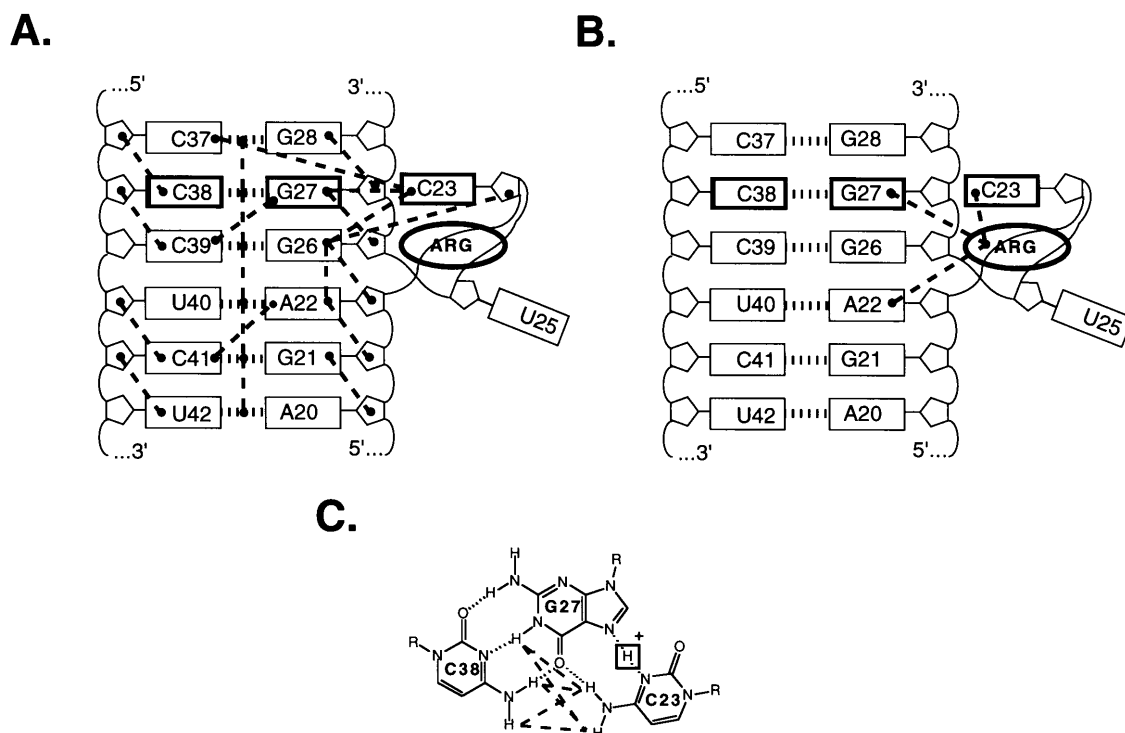 A.
B.
...5' 3'... ...5' 3'...
C37 G28 C37 G28
C38 G27 C23 C38 G27 C23
C39 G26 ARG C39 G26 ARG
U40 A22 U25 U40 A22 U25
C41 G21 C41 G21
U42 A20 U42 A20
...3' 5'... ...3' 5'...
C.
H R
H N N N
G27
O N H N
R N N H O N + H O
C38 H H N N R
N H N C23
H H